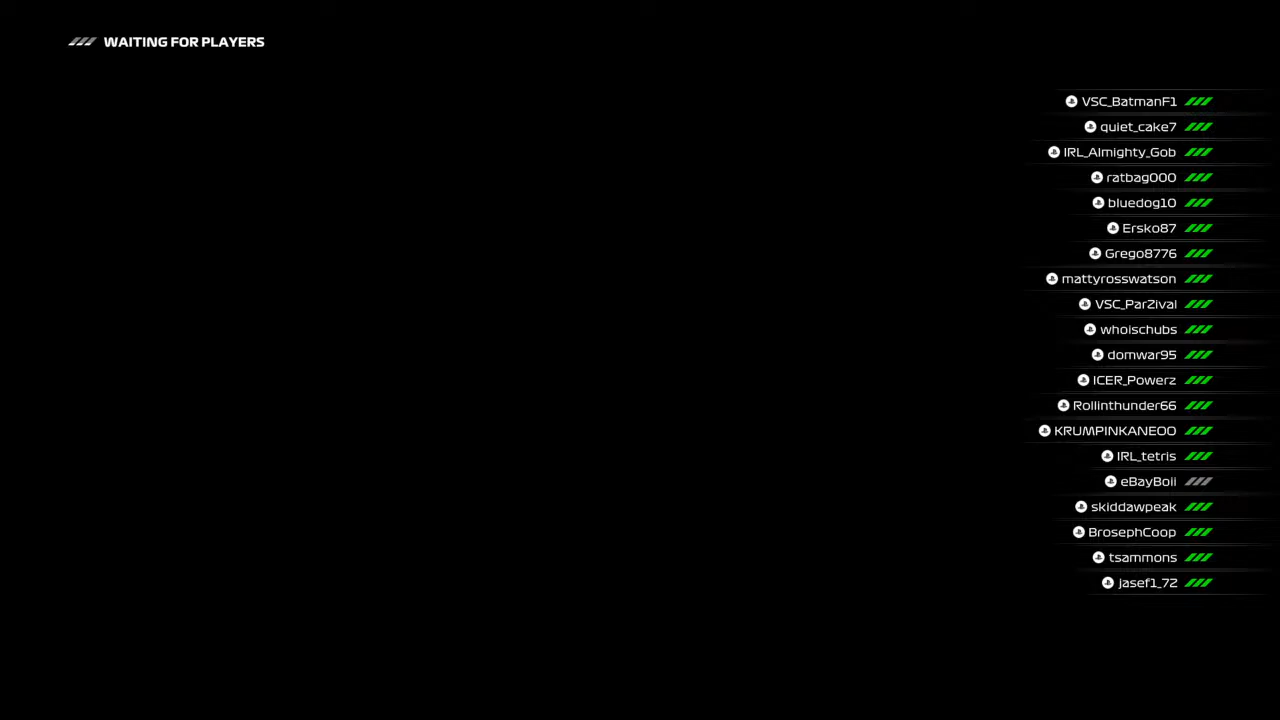 WAITING FOR PLAYERS
VSC_BatmanF1
quiet_cake7
IRL_Almighty_Gob
ratbag000
bluedog10
Ersko87
Grego8776
mattyrosswatson
VSC_ParZival
whoischubs
domwar95
ICER_Powerz
Rollinthunder66
KRUMPINKANE00
IRL_tetris
eBayBoii
skiddawpeak
BrosephCoop
tsammons
jasef1_72